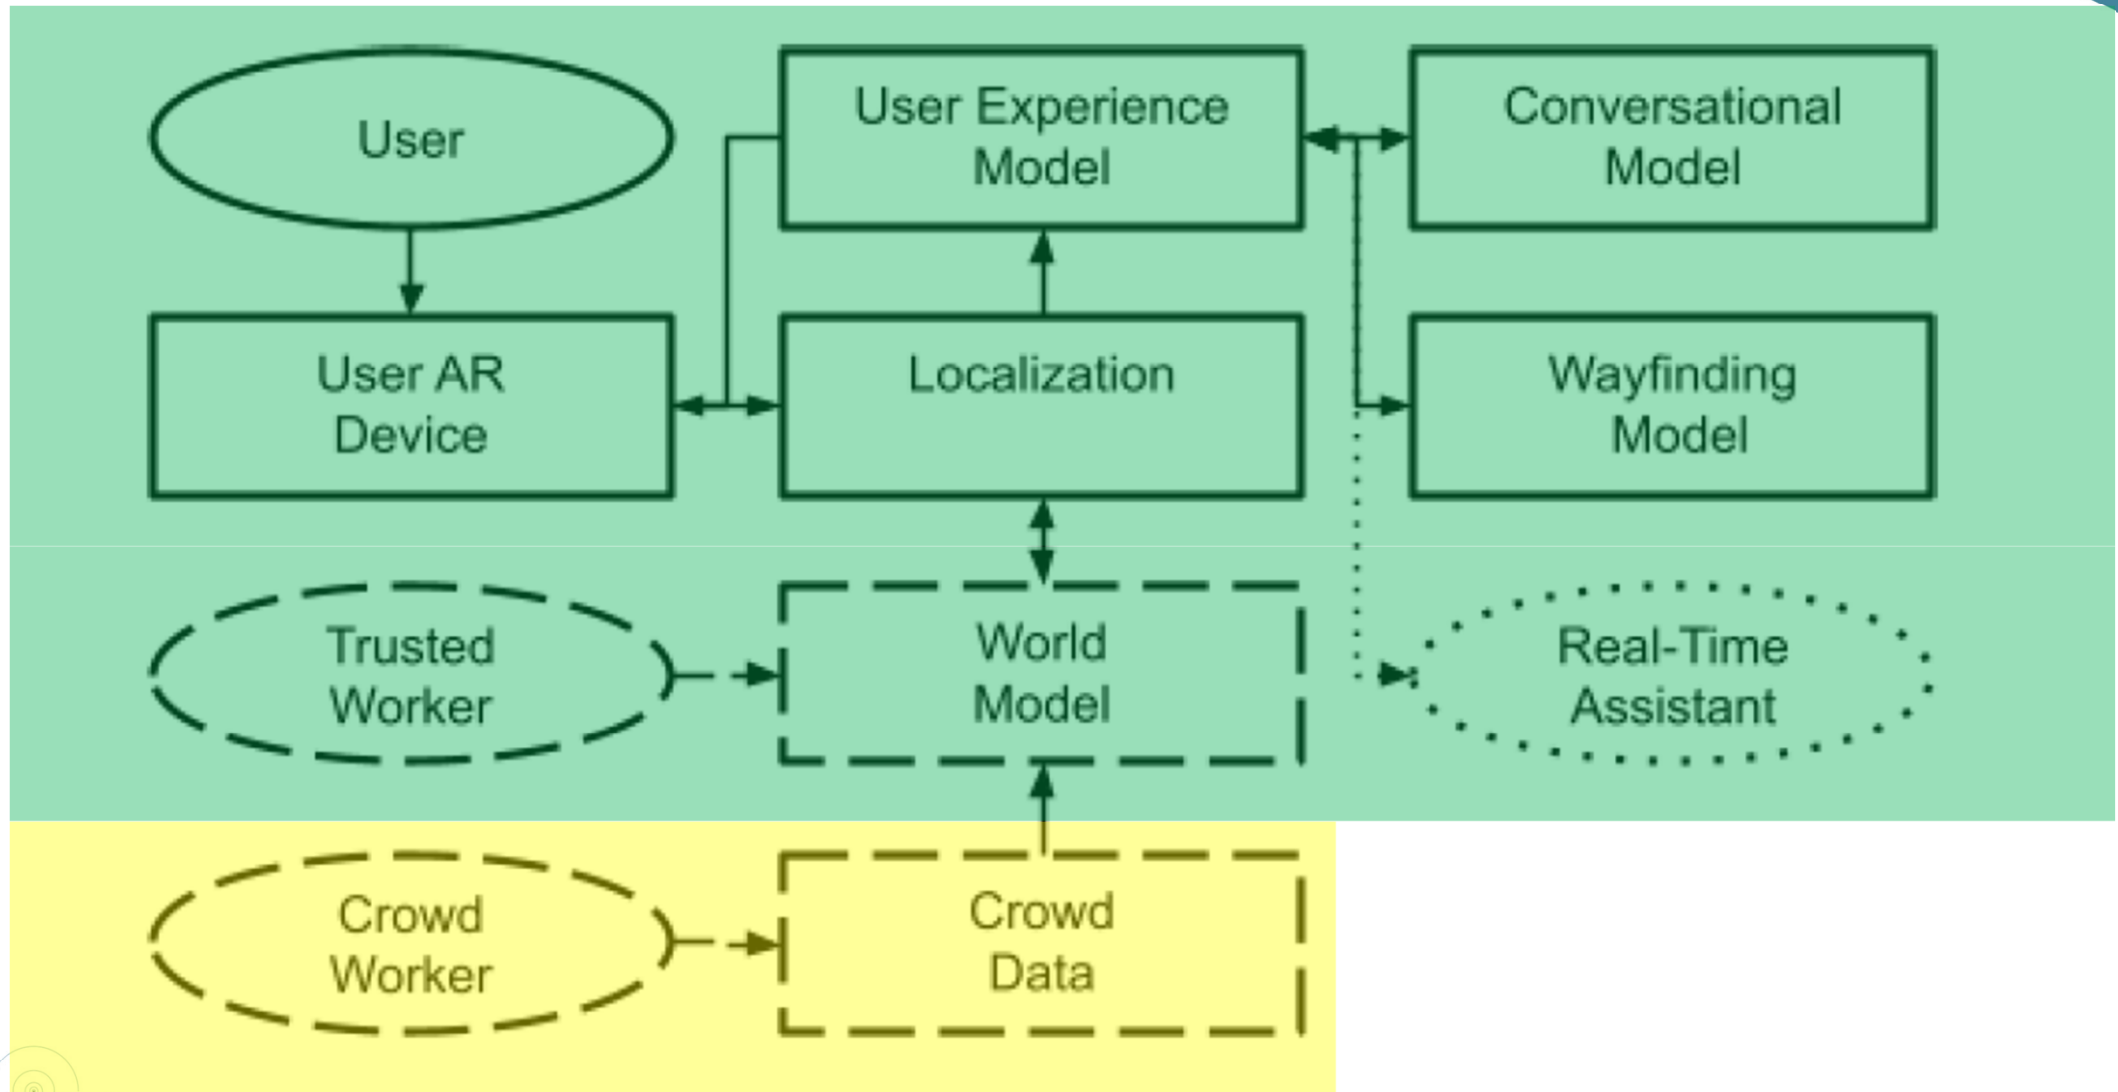 User
User Experience
Model
Conversational
Model
User AR
Device
Localization
Wayfinding
Model
Trusted
Worker
World
Model
Real-Time
Assistant
Crowd
Worker
Crowd
Data